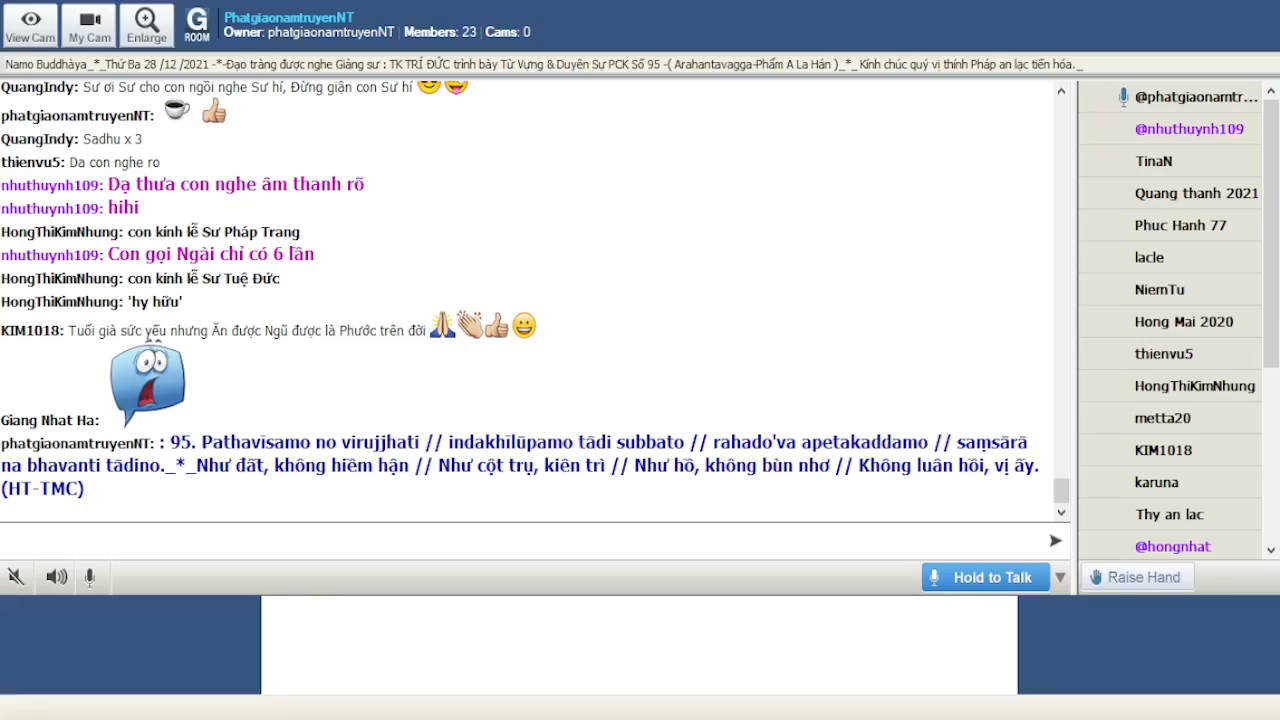 View Cam
My Cam
Enlarge
G
ROOM
PhatgiaonamtruyenNT
Owner: phatgiaonamtruyenNT | Members: 23 | Cams: 0
Namo Buddhàya_*_Thứ Ba 28 /12 /2021 -*-Đạo tràng được nghe Giảng sư : TK TRÍ ĐỨC trình bày Từ Vựng & Duyên Sự PCK Số 95 -( Arahantavagga-Phẩm A La Hán )_*_ Kính chúc quý vị thính Pháp an lạc tiến hóa._
QuangIndy: Sư ơi Sư cho con ngồi nghe Sư hí, Đừng giận con Sư hí
phatgiaonamtruyenNT:
QuangIndy: Sadhu x 3
thienvu5: Da con nghe ro
nhuthuynh109: Dạ thưa con nghe âm thanh rõ
nhuthuynh109: hihi
HongThiKimNhung: con kính lễ Sư Pháp Trang
nhuthuynh109: Con gọi Ngài chỉ có 6 lần
HongThiKimNhung: con kính lễ Sư Tuệ Đức
HongThiKimNhung: 'hy hữu'
KIM1018: Tuổi già sức yếu nhưng Ăn được Ngũ được là Phước trên đời
Giang Nhat Ha:
phatgiaonamtruyenNT: : 95. Pathavīsamo no virujjhati // indakhīlūpamo tādi subbato // rahado'va apetakaddamo // saṃsārā
na bhavanti tādino._*_Như đất, không hiềm hận // Như cột trụ, kiên trì // Như hồ, không bùn nhơ // Không luân hồi, vị ấy.
(HT-TMC)
@phatgiaonamtr...
@nhuthuynh109
TinaN
Quang thanh 2021
Phuc Hanh 77
lacle
NiemTu
Hong Mai 2020
thienvu5
HongThiKimNhung
metta20
KIM1018
karuna
Thy an lac
@hongnhat
Hold to Talk
Raise Hand